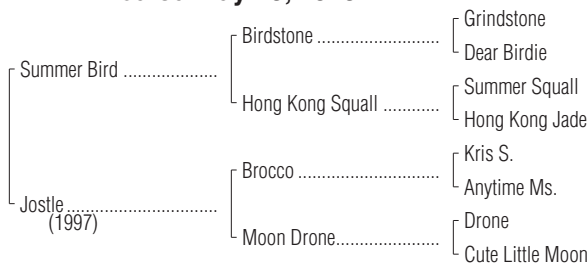 Grindstone
Birdstone ..........................
Dear Birdie
Summer Bird ....................
Summer Squall
Hong Kong Squall ............
Hong Kong Jade
Kris S.
Brocco ..............................
Anytime Ms.
Jostle................................
(1997)
Drone
Moon Drone......................
Cute Little Moon